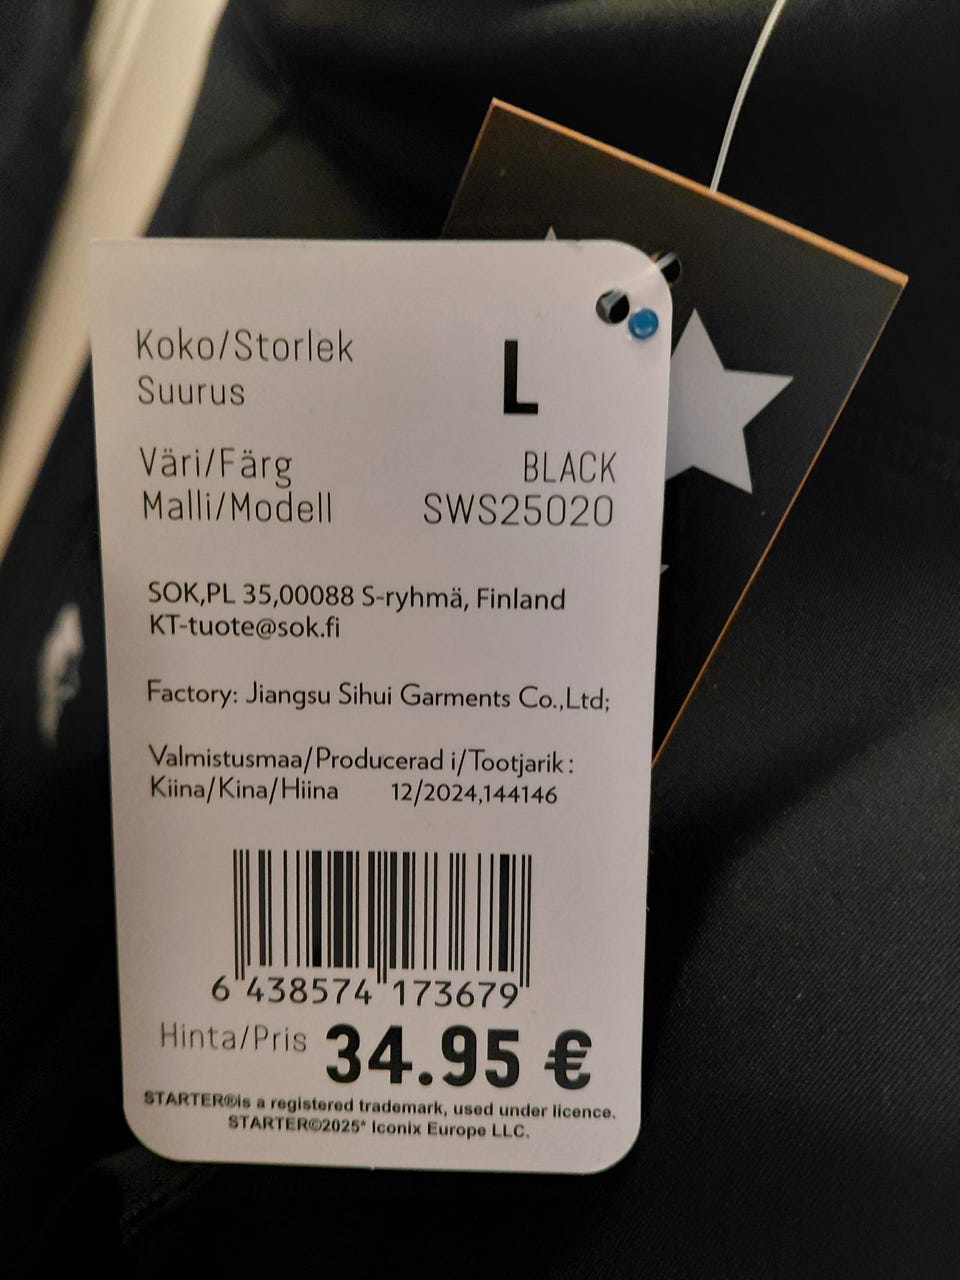 Koko/Storlek
Suurus
L
Väri/Färg
BLACK
Malli/Modell
SWS25020
SOK,PL 35,00088 S-ryhmä, Finland
KT-tuote@sok.fi
Factory: Jiangsu Sihui Garments Co.,Ltd;
Valmistusmaa/Producerad i/Tootjarik:
Kiina/Kina/Hiina 12/2024,144146
6 438574 173679
Hinta/Pris 34.95 €
STARTER®is a registered trademark, used under licence.
STARTER©2025* Iconix Europe LLC.